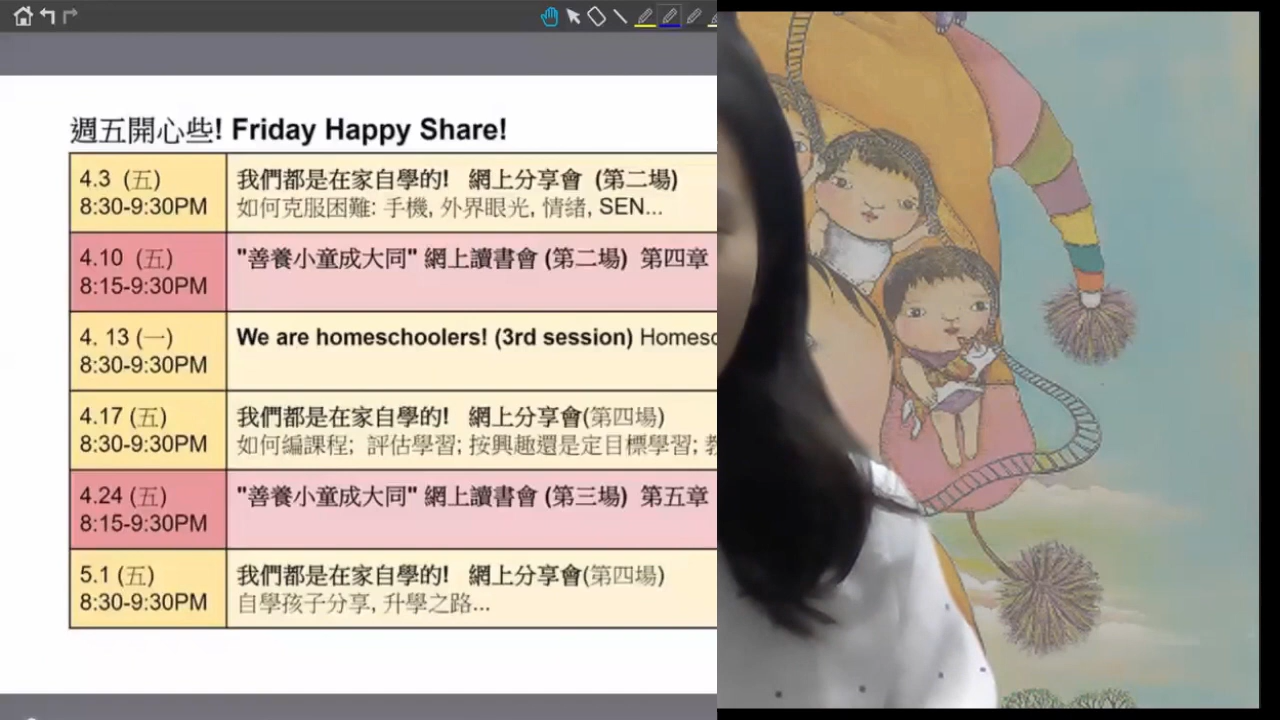 週五開心些! Friday Happy Share!
4.3 (五)
8:30-9:30PM
我們都是在家自學的! 網上分享會 (第二場)
如何克服困難: 手機, 外界眼光, 情緒, SEN...
4.10 (五)
8:15-9:30PM
"善養小童成大同" 網上讀書會 (第二場) 第四章
4. 13 (一)
8:30-9:30PM
We are homeschoolers! (3rd session) Homesc
4.17 (五)
8:30-9:30PM
我們都是在家自學的! 網上分享會(第四場)
如何編課程; 評估學習; 按興趣還是定目標學習; 教
4.24 (五)
8:15-9:30PM
"善養小童成大同" 網上讀書會 (第三場) 第五章
5.1 (五)
8:30-9:30PM
我們都是在家自學的! 網上分享會(第四場)
自學孩子分享, 升學之路...